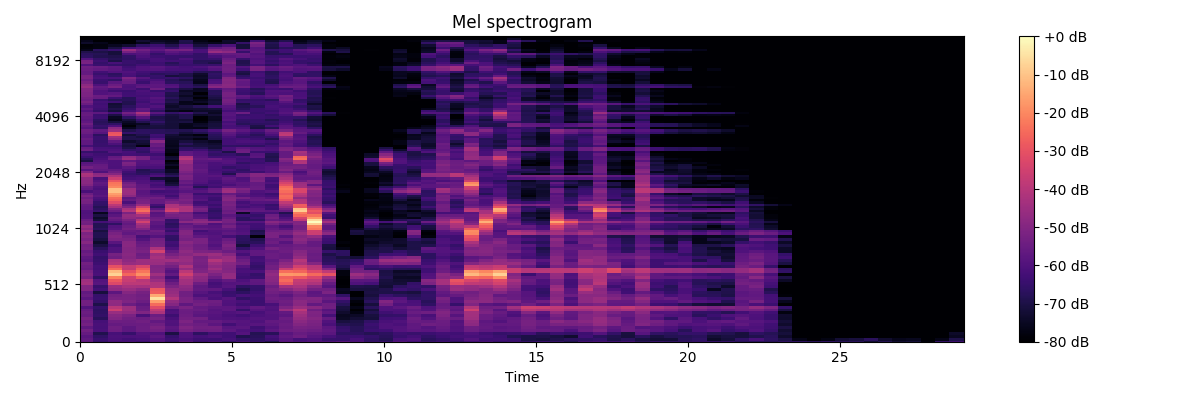 Mel spectrogram
Hz
8192
4096
2048
1024
512
0
0 5 10 15 20 25
Time
+0 dB
-10 dB
-20 dB
-30 dB
-40 dB
-50 dB
-60 dB
-70 dB
-80 dB